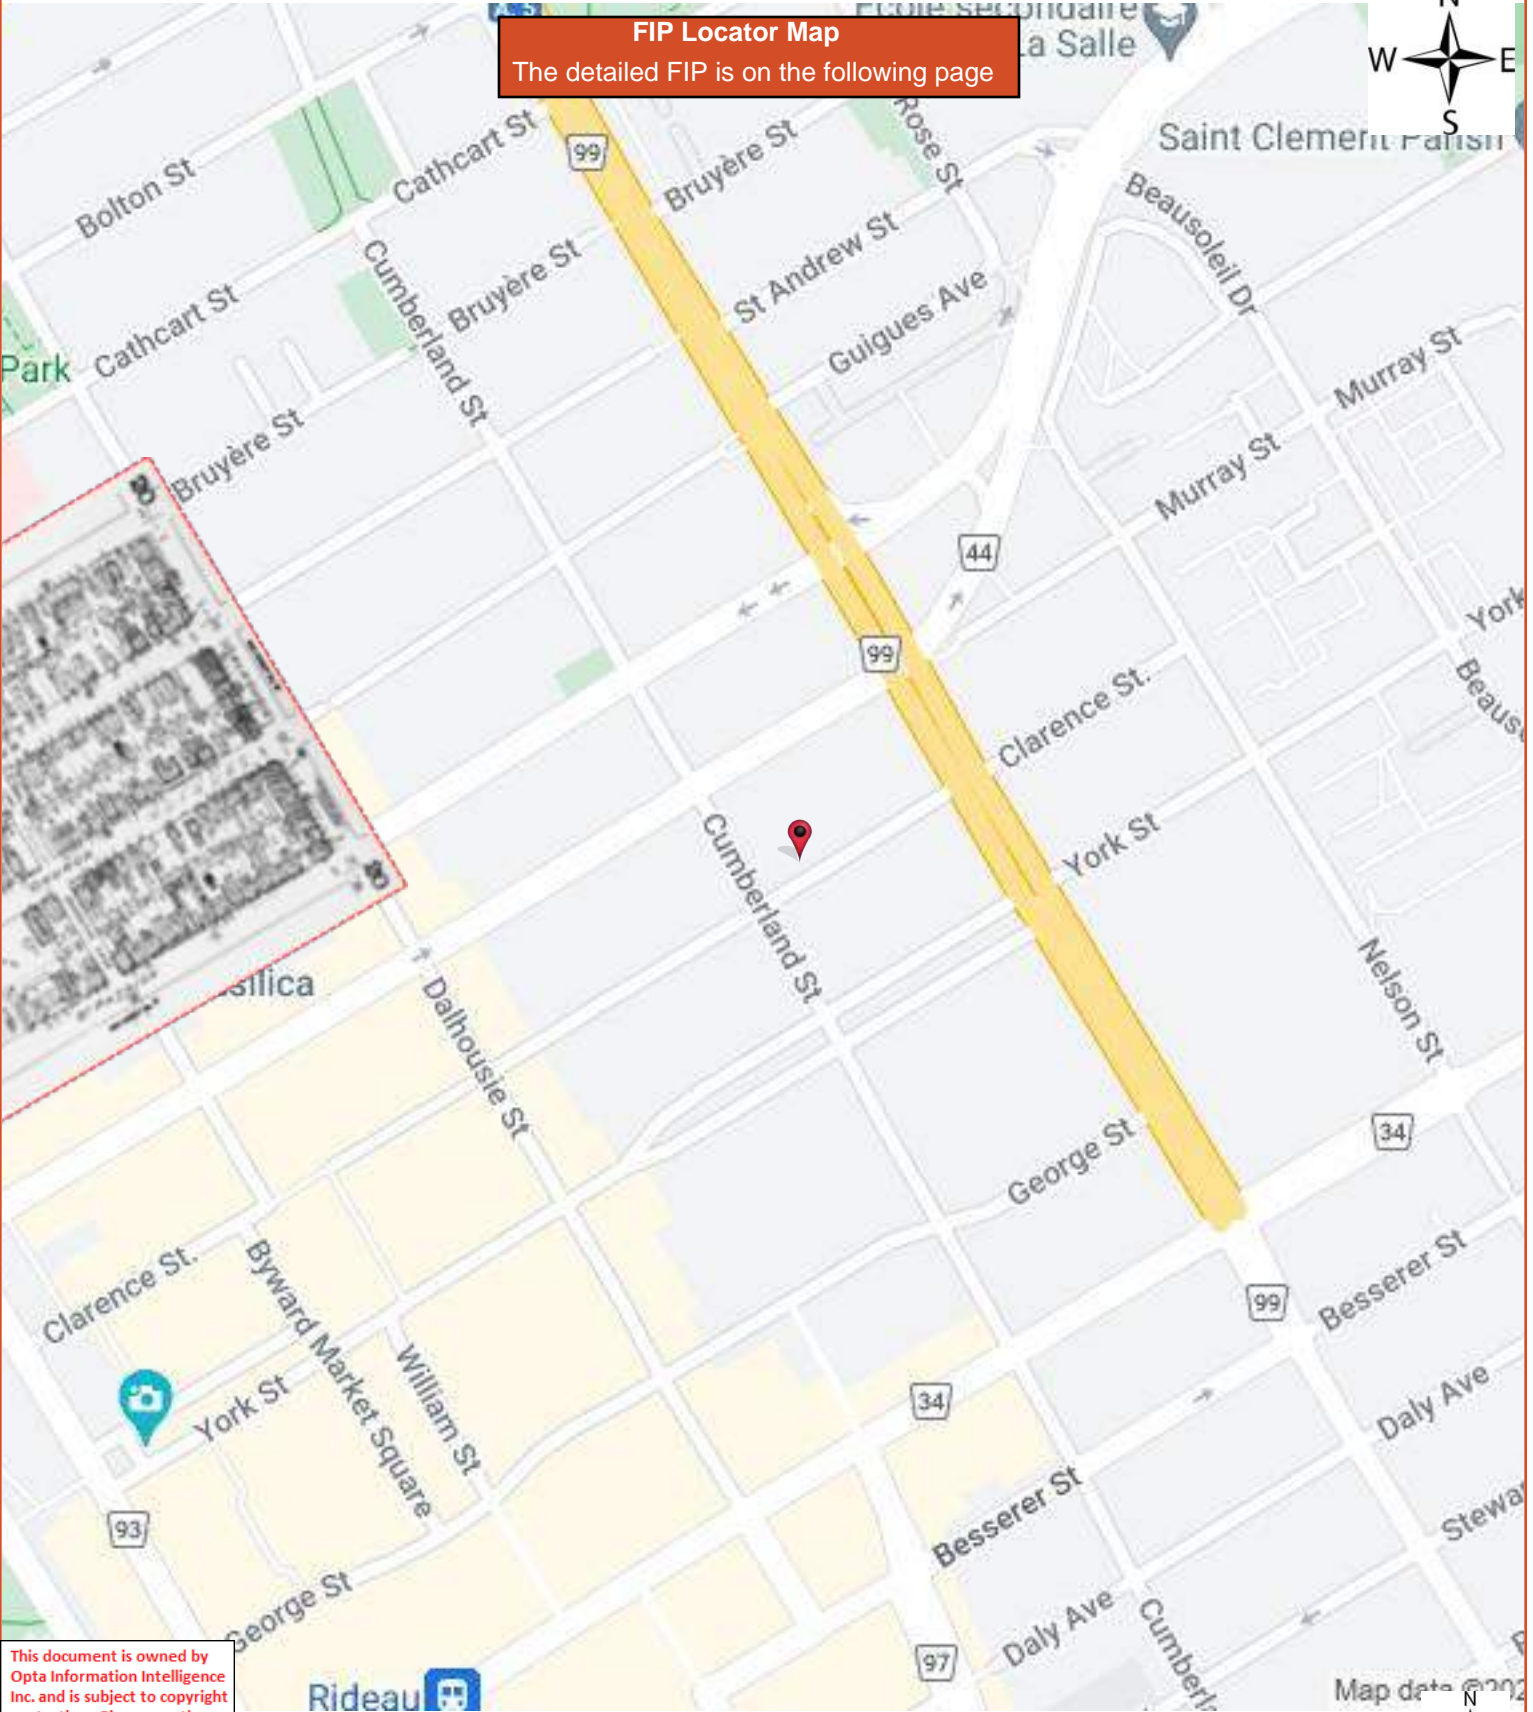 FIP Locator Map
The detailed FIP is on the following page
La Salle
N
W
E
S
Saint Clement Parish
99
Cathcart St
Bruyère St
Rose St
Bolton St
Beausoleil Dr
St Andrew St
Cumberland St
Bruyère St
Guigues Ave
Cathcart St
Park
Murray St
Bruyère St
Murray St
44
York
99
Clarence St.
York St
Cumberland St
Nelson St
Dalhousie St
34
George St
Clarence St.
Byward Market Square
99
Besserer St
William St
York St
34
Daly Ave
93
Besserer St
George St
Daly Ave
97
Rideau
This document is owned by
Opta Information Intelligence
Inc. and is subject to copyright
Map data
N